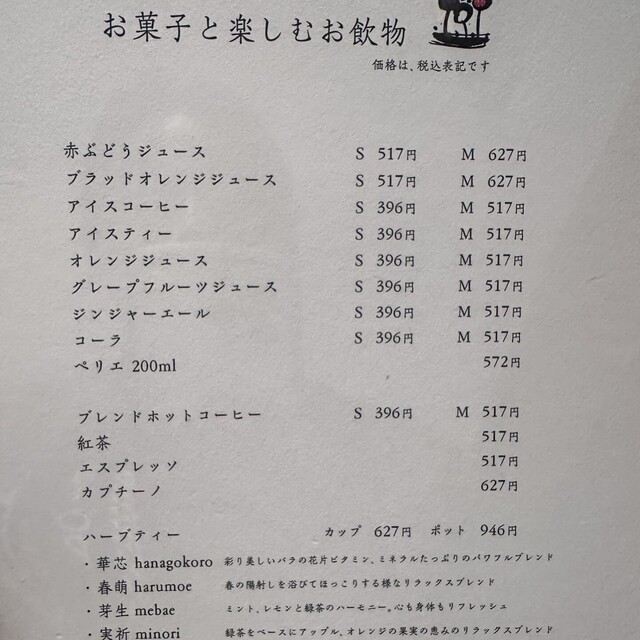 お菓子と楽しむお飲物
価格は、税込表記です
赤ぶどうジュース S 517円 M 627円
ブラッドオレンジジュース S 517円 M 627円
アイスコーヒー S 396円 M 517円
アイスティー S 396円 M 517円
オレンジジュース S 396円 M 517円
グレープフルーツジュース S 396円 M 517円
ジンジャーエール S 396円 M 517円
コーラ S 396円 M 517円
ペリエ 200ml 572円
ブレンドホットコーヒー S 396円 M 517円
紅茶 517円
エスプレッソ 517円
カプチーノ 627円
ハーブティー カップ 627円 ポット 946円
・華芯 hanagokoro 彩り美しいバラの花片ビタミン、ミネラルたっぷりのパワフルブレンド
・春萌 harumoe 春の陽射しを浴びてほっこりする様なリラックスブレンド
・芽生 mebae ミント、レモンと緑茶のハーモニー。心も身体もリフレッシュ
・実祈 minori 緑茶をベースにアップル、オレンジの果実の恵みのリラックスブレンド